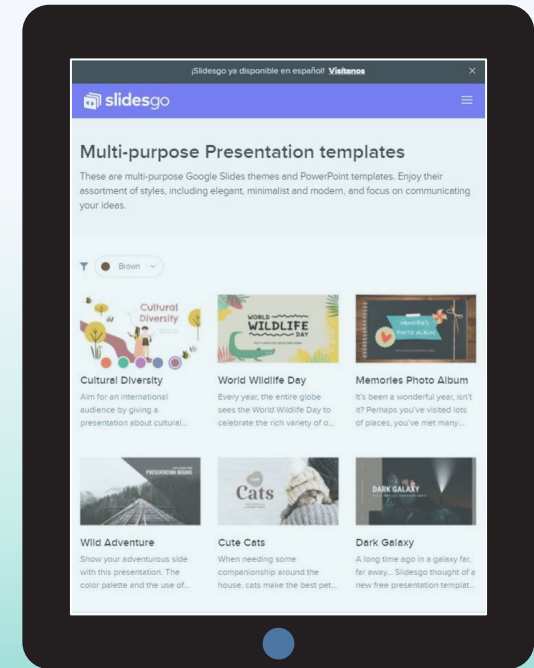 ¡Slidesgo ya disponible en español! Visítanos
slidesgo
Multi-purpose Presentation templates
These are multi-purpose Google Slides themes and PowerPoint templates. Enjoy their
assortment of styles, including elegant, minimalist and modern, and focus on communicating
your ideas.
Brown
Cultural
Diversity
WORLD
WILDLIFE
DAY
MEMORIES
PHOTO ALBUM
Cultural Diversity
Aim for an international
audience by giving a
presentation about cultural...
World Wildlife Day
Every year, the entire globe
sees the World Wildlife Day to
celebrate the rich variety of o...
Memories Photo Album
It's been a wonderful year, isn't
it? Perhaps you've visited lots
of places, you've met many...
PRESENTATION BEGINS
Cute
Cats
DARK GALAXY
Wild Adventure
Show your adventurous side
with this presentation. The
color palette and the use of...
Cute Cats
When needing some
companionship around the
house, cats make the best pet...
Dark Galaxy
A long time ago in a galaxy far,
far away... Slidesgo thought of a
new free presentation templat...